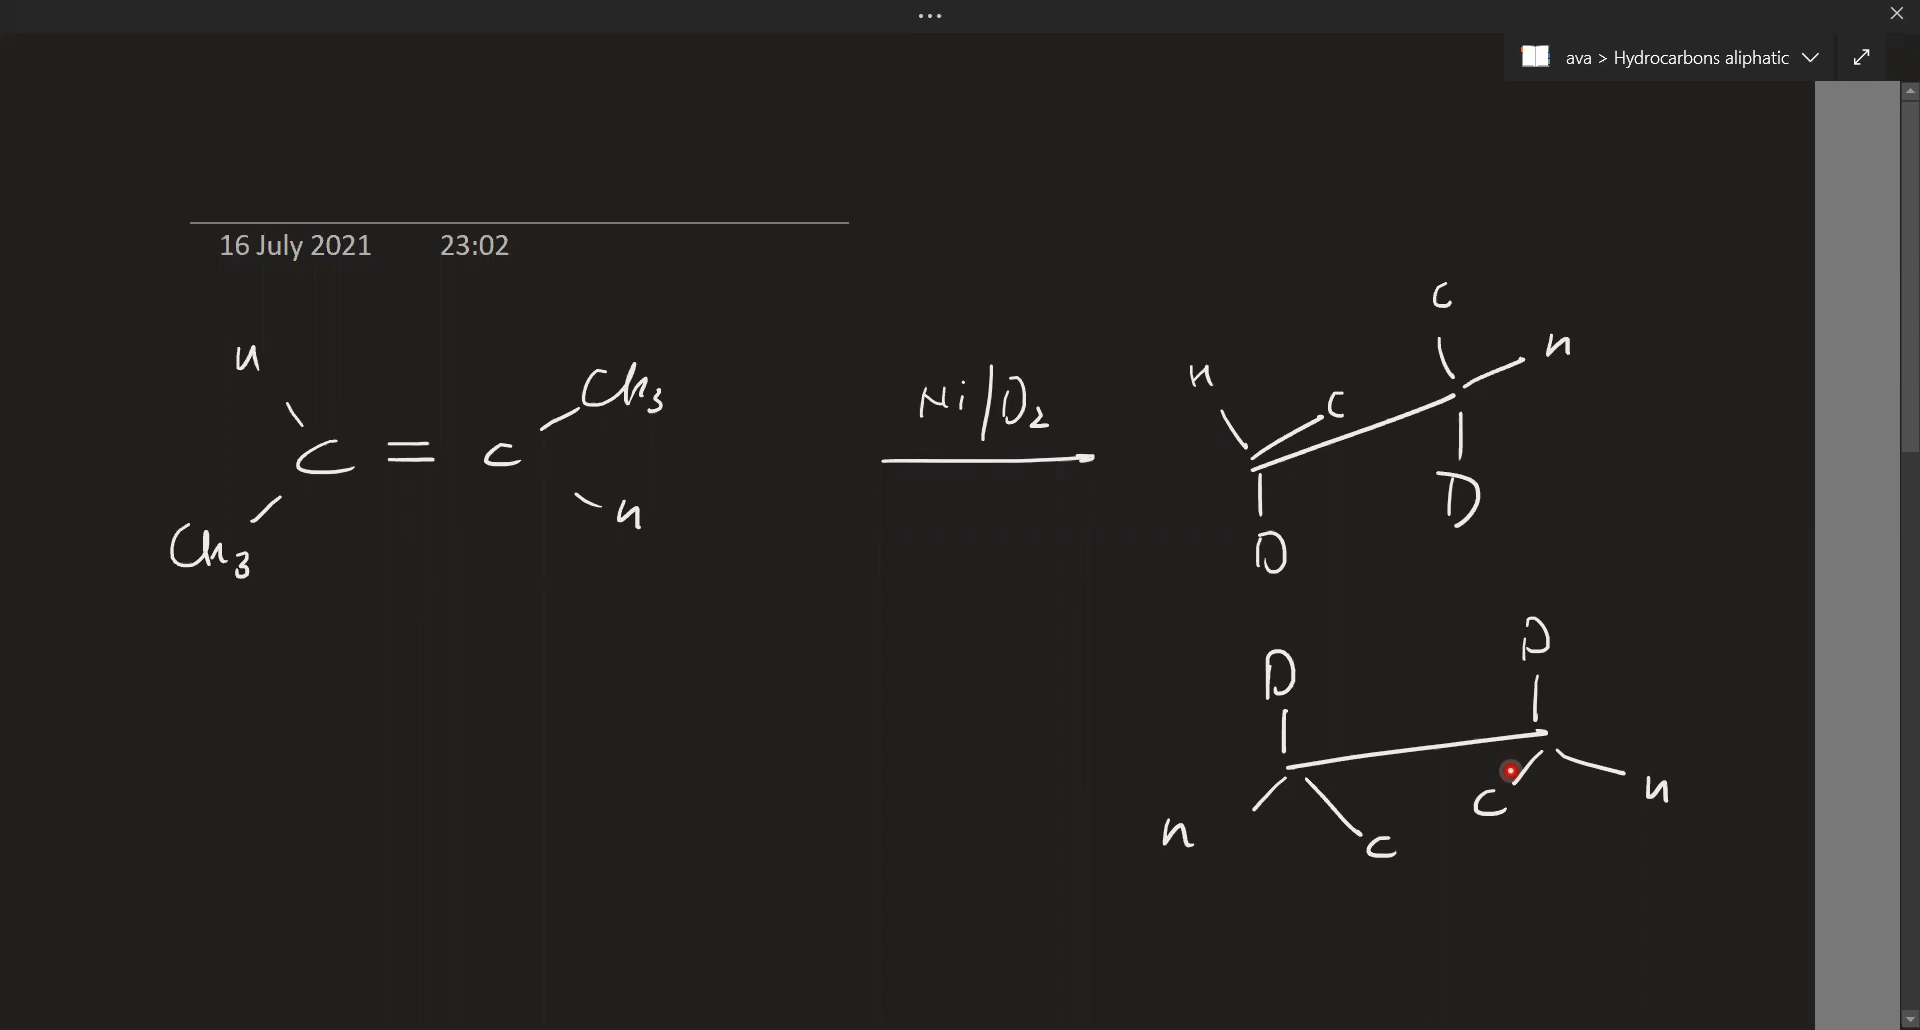 ava > Hydrocarbons aliphatic
16 July 2021 23:02
H CH3
C = C
CH3 H
Ni/D2
C
H C H
D D
D D
H C C H